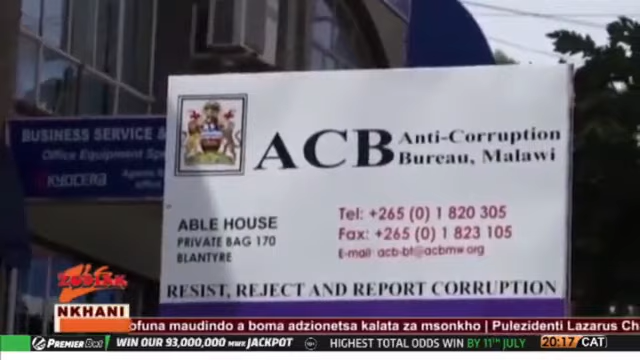 BUSINESS SERVICE &
Office Equipment Spe
KYOCERA
ACB Anti-Corruption
Bureau, Malawi
ABLE HOUSE
PRIVATE BAG 170
BLANTYRE
Tel: +265 (0) 1 820 305
Fax: +265 (0) 1 823 105
E-mail: acb-bt@acbmw.org
RESIST, REJECT AND REPORT CORRUPTION
ZODIAK
NKHANI
ofuna maudindo a boma adzionetsa kalata za msonkho | Pulezidenti Lazarus Ch
PREMIERBet WIN OUR 93,000,000 MWK JACKPOT HIGHEST TOTAL ODDS WIN BY 11TH JULY 20:17 CAT